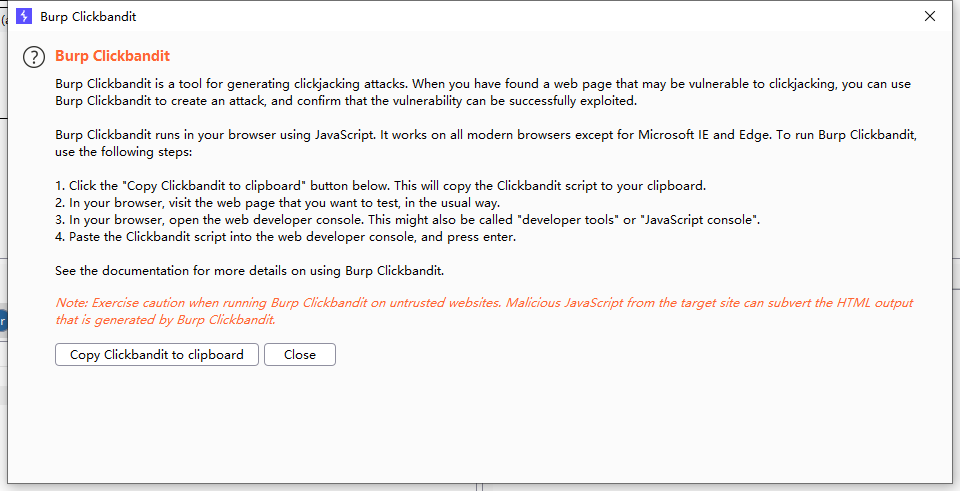 Burp Clickbandit
Burp Clickbandit
Burp Clickbandit is a tool for generating clickjacking attacks. When you have found a web page that may be vulnerable to clickjacking, you can use
Burp Clickbandit to create an attack, and confirm that the vulnerability can be successfully exploited.
Burp Clickbandit runs in your browser using JavaScript. It works on all modern browsers except for Microsoft IE and Edge. To run Burp Clickbandit,
use the following steps:
1. Click the "Copy Clickbandit to clipboard" button below. This will copy the Clickbandit script to your clipboard.
2. In your browser, visit the web page that you want to test, in the usual way.
3. In your browser, open the web developer console. This might also be called "developer tools" or "JavaScript console".
4. Paste the Clickbandit script into the web developer console, and press enter.
See the documentation for more details on using Burp Clickbandit.
Note: Exercise caution when running Burp Clickbandit on untrusted websites. Malicious JavaScript from the target site can subvert the HTML output
that is generated by Burp Clickbandit.
Copy Clickbandit to clipboard Close